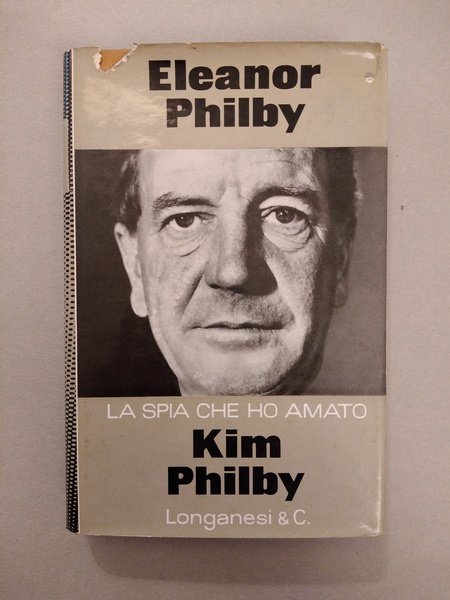 Eleanor
Philby
LA SPIA CHE HO AMATO
Kim
Philby
Longanesi & C.